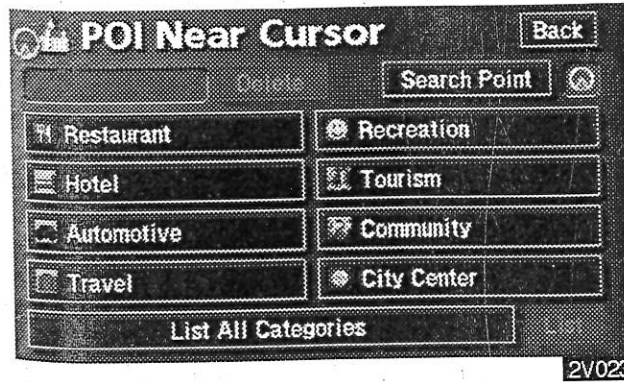 POI Near Cursor Back
Delete Search Point
Restaurant Recreation
Hotel Tourism
Automotive Community
Travel City Center
List All Categories List
2V023